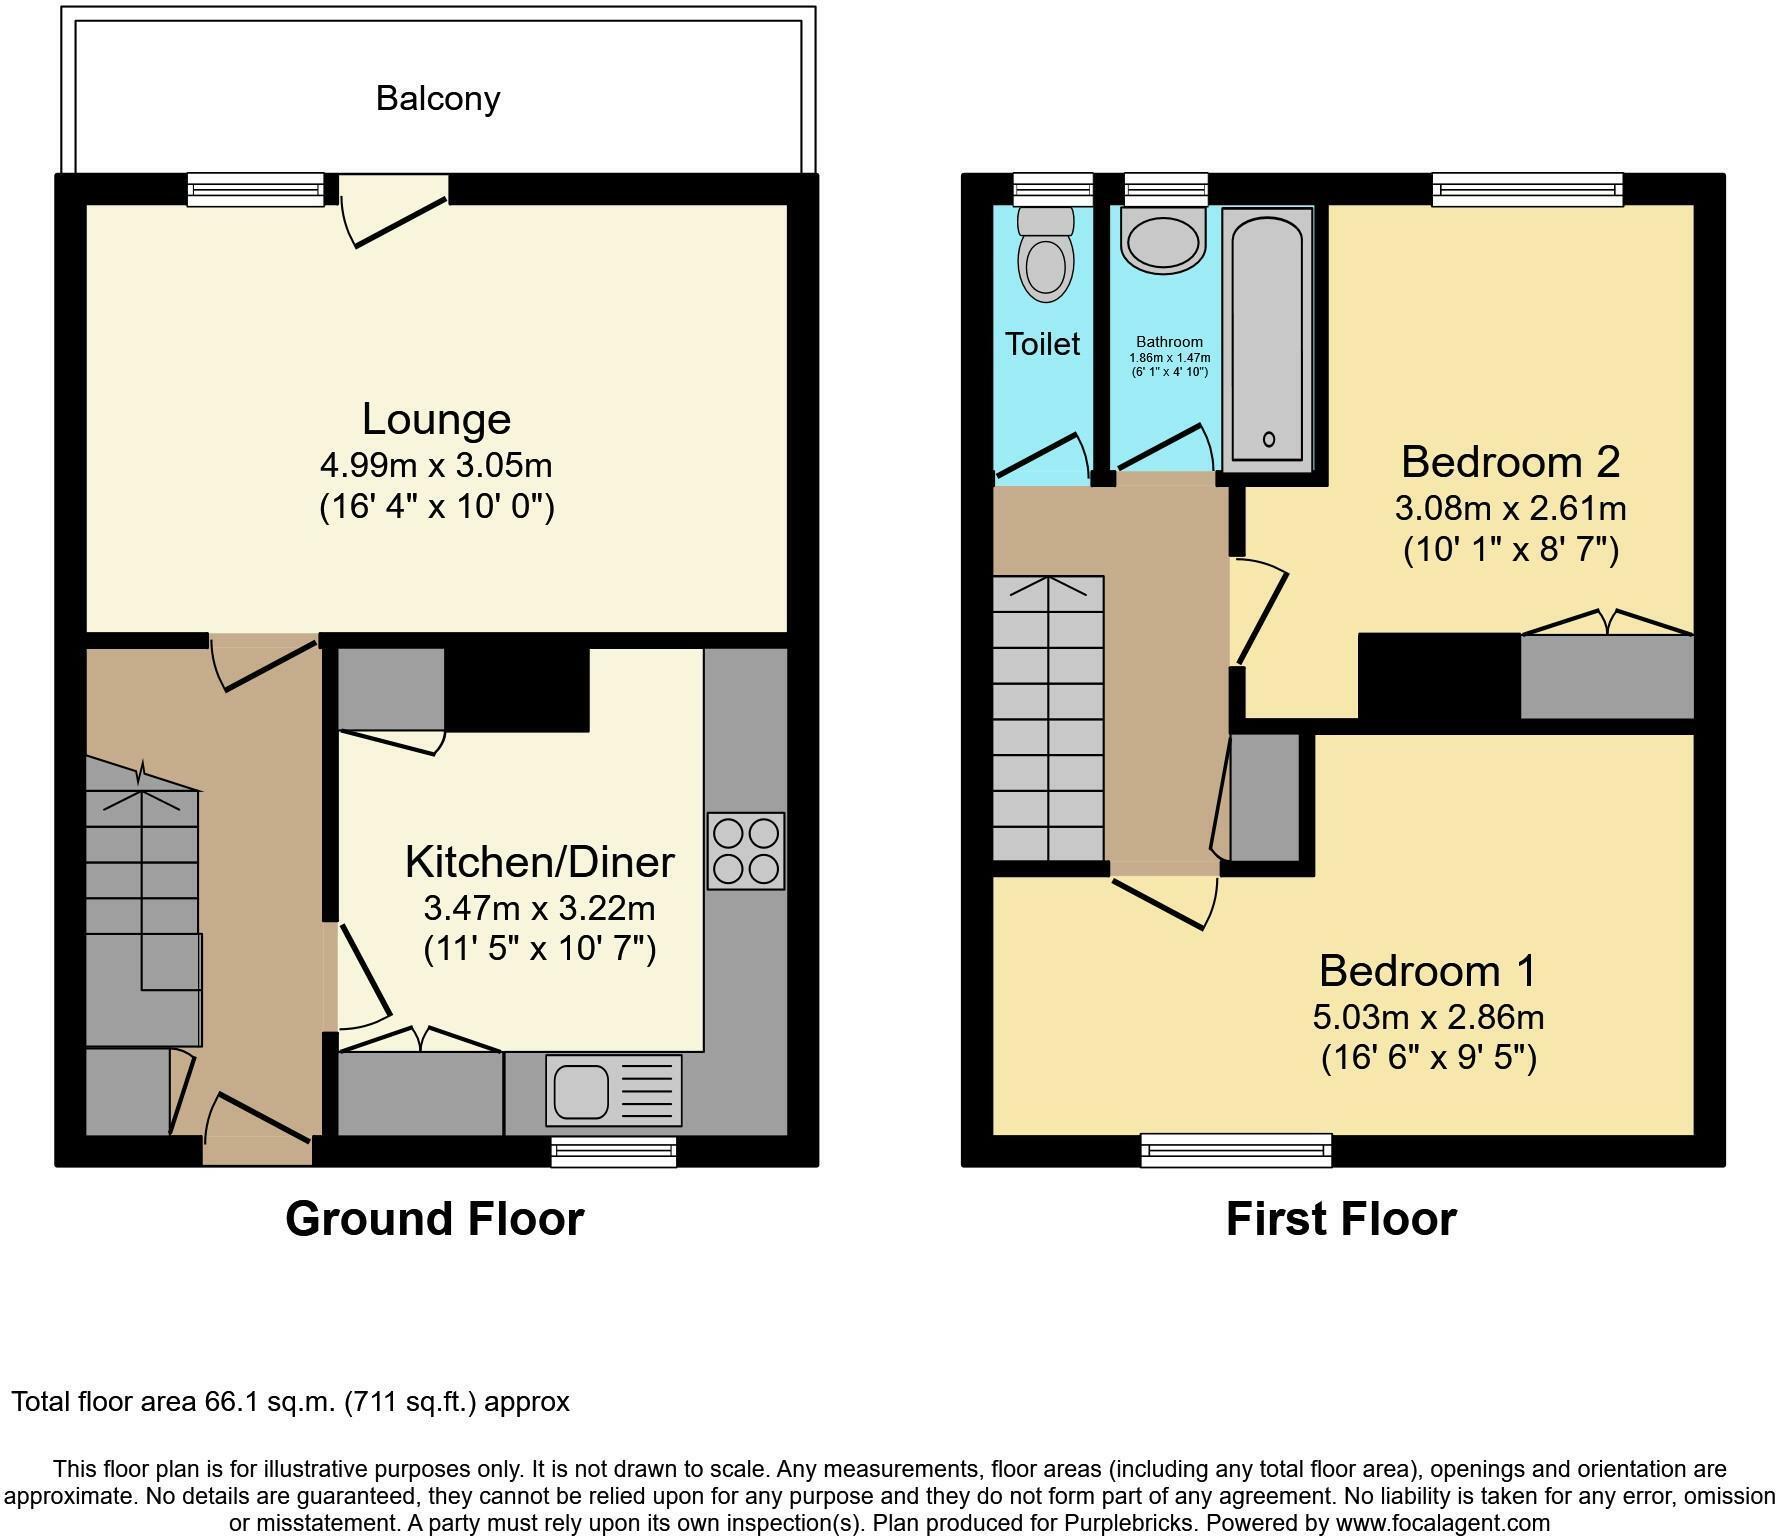 Balcony
Lounge
4.99m x 3.05m
(16' 4" x 10' 0")
Kitchen/Diner
3.47m x 3.22m
(11' 5" x 10' 7")
Ground Floor
Toilet
Bathroom
1.86m x 1.47m
(6' 1" x 4' 10")
Bedroom 2
3.08m x 2.61m
(10' 1" x 8' 7")
Bedroom 1
5.03m x 2.86m
(16' 6" x 9' 5")
First Floor
Total floor area 66.1 sq.m. (711 sq.ft.) approx
This floor plan is for illustrative purposes only. It is not drawn to scale. Any measurements, floor areas (including any total floor area), openings and orientation are
approximate. No details are guaranteed, they cannot be relied upon for any purpose and they do not form part of any agreement. No liability is taken for any error, omission
or misstatement. A party must rely upon its own inspection(s). Plan produced for Purplebricks. Powered by www.focalagent.com